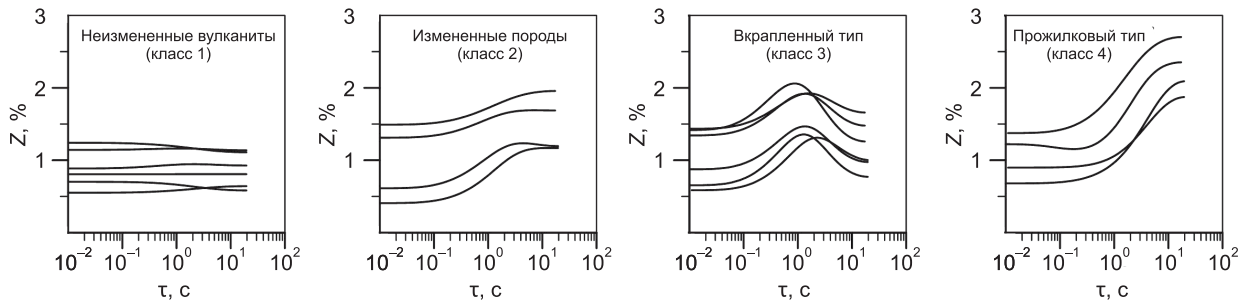 3
2
1
Z, %
Неизмененные вулканиты
(класс 1)
10⁻² 10⁻¹ 10⁰ 10¹ 10²
τ, с
3
2
1
Z, %
Измененные породы
(класс 2)
10⁻² 10⁻¹ 10⁰ 10¹ 10²
τ, с
3
2
1
Z, %
Вкрапленный тип
(класс 3)
10⁻² 10⁻¹ 10⁰ 10¹ 10²
τ, с
3
2
1
Z, %
Прожилковый тип
(класс 4)
10⁻² 10⁻¹ 10⁰ 10¹ 10²
τ, с